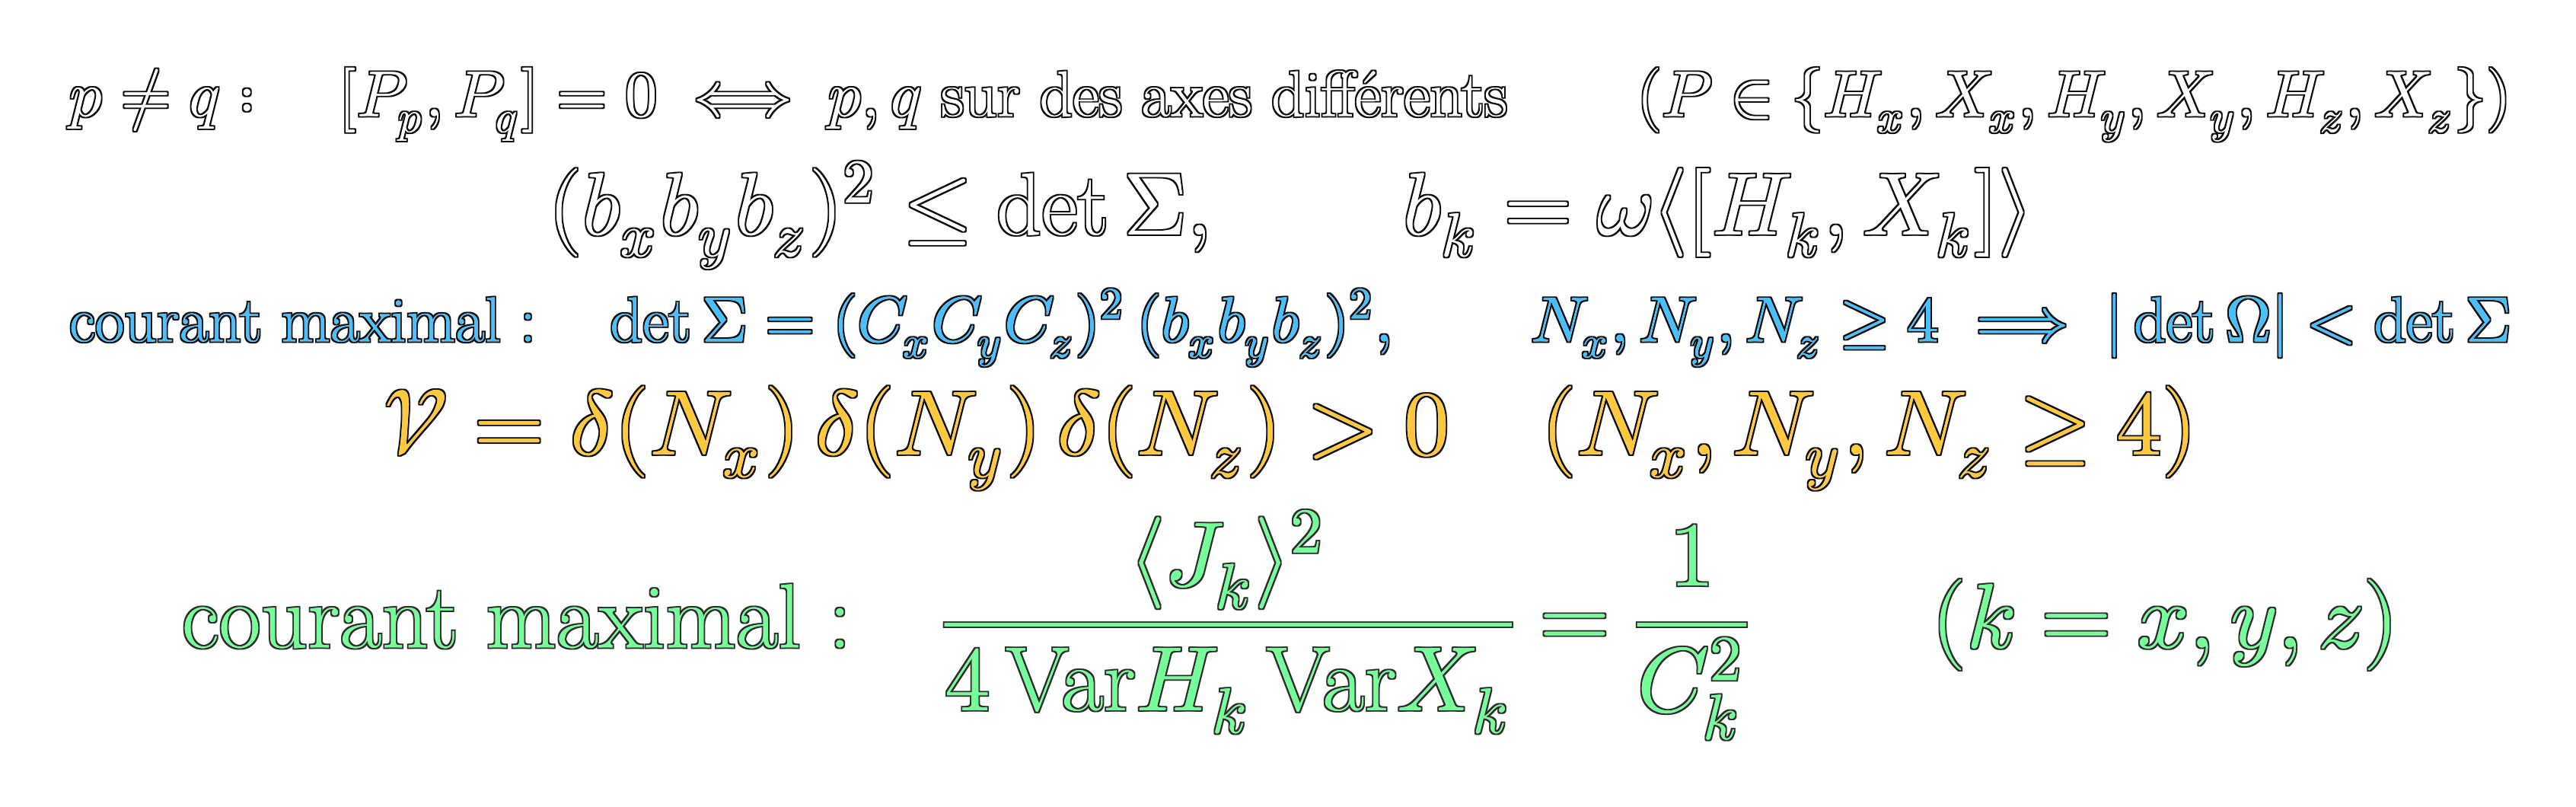 p ≠ q : [P_p, P_q] = 0 ⟺ p, q sur des axes différents (P ∈ {H_x, X_x, H_y, X_y, H_z, X_z})
(b_x b_y b_z)² ≤ det Σ, b_k = ω⟨[H_k, X_k]⟩
courant maximal : det Σ = (C_x C_y C_z)² (b_x b_y b_z)², N_x, N_y, N_z ≥ 4 ⟹ | det Ω| < det Σ
𝒱 = δ(N_x) δ(N_y) δ(N_z) > 0 (N_x, N_y, N_z ≥ 4)
courant maximal : ⟨J_k⟩² / (4 Var H_k Var X_k) = 1 / C_k² (k = x, y, z)